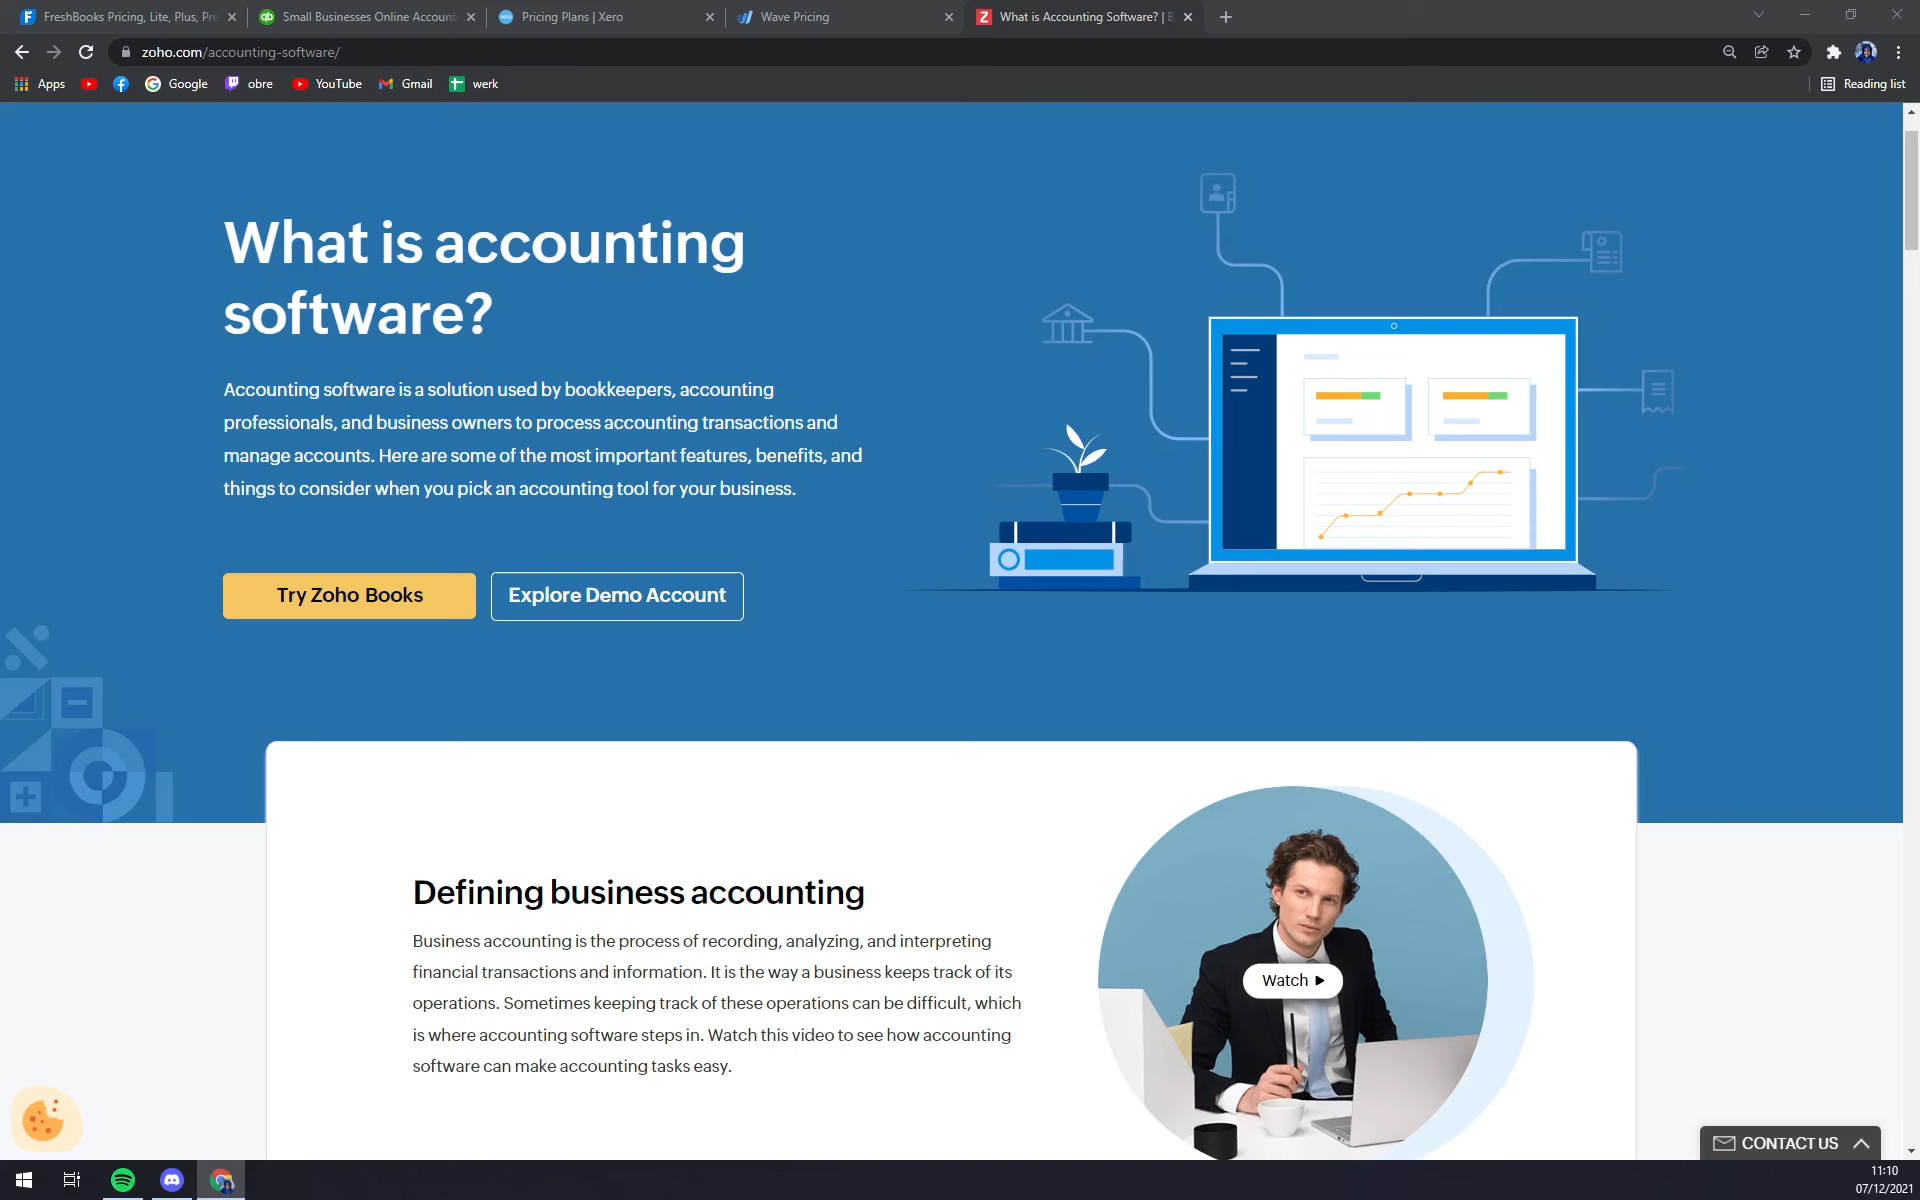 FreshBooks Pricing, Lite, Plus, Pre
Small Businesses Online Account
Pricing Plans | Xero
Wave Pricing
What is Accounting Software? | B
zoho.com/accounting-software/
Apps
Google
obre
YouTube
Gmail
werk
Reading list
What is accounting
software?
Accounting software is a solution used by bookkeepers, accounting
professionals, and business owners to process accounting transactions and
manage accounts. Here are some of the most important features, benefits, and
things to consider when you pick an accounting tool for your business.
Try Zoho Books
Explore Demo Account
Defining business accounting
Business accounting is the process of recording, analyzing, and interpreting
financial transactions and information. It is the way a business keeps track of its
operations. Sometimes keeping track of these operations can be difficult, which
is where accounting software steps in. Watch this video to see how accounting
software can make accounting tasks easy.
Watch
CONTACT US
11:10
07/12/2021